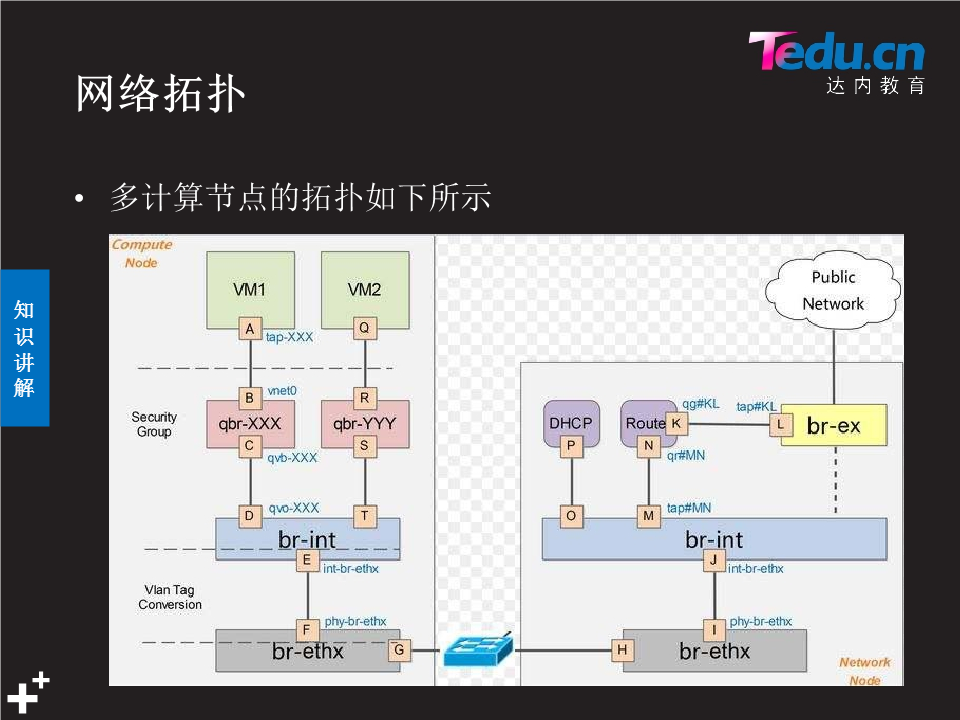 Tedu.cn
达内教育
网络拓扑
• 多计算节点的拓扑如下所示
知
识
讲
解
Compute
Node
VM1
VM2
A
Q
tap-XXX
B
vnet0
R
Security
Group
qbr-XXX
qbr-YYY
C
S
qvb-XXX
D
qvo-XXX
T
br-int
E
int-br-ethx
Vlan Tag
Conversion
F
phy-br-ethx
br-ethx
G
Public
Network
DHCP
Route
K
qg#KL
tap#KL
L
br-ex
P
N
qr#MN
O
M
tap#MN
br-int
J
int-br-ethx
I
phy-br-ethx
H
br-ethx
Network
Node